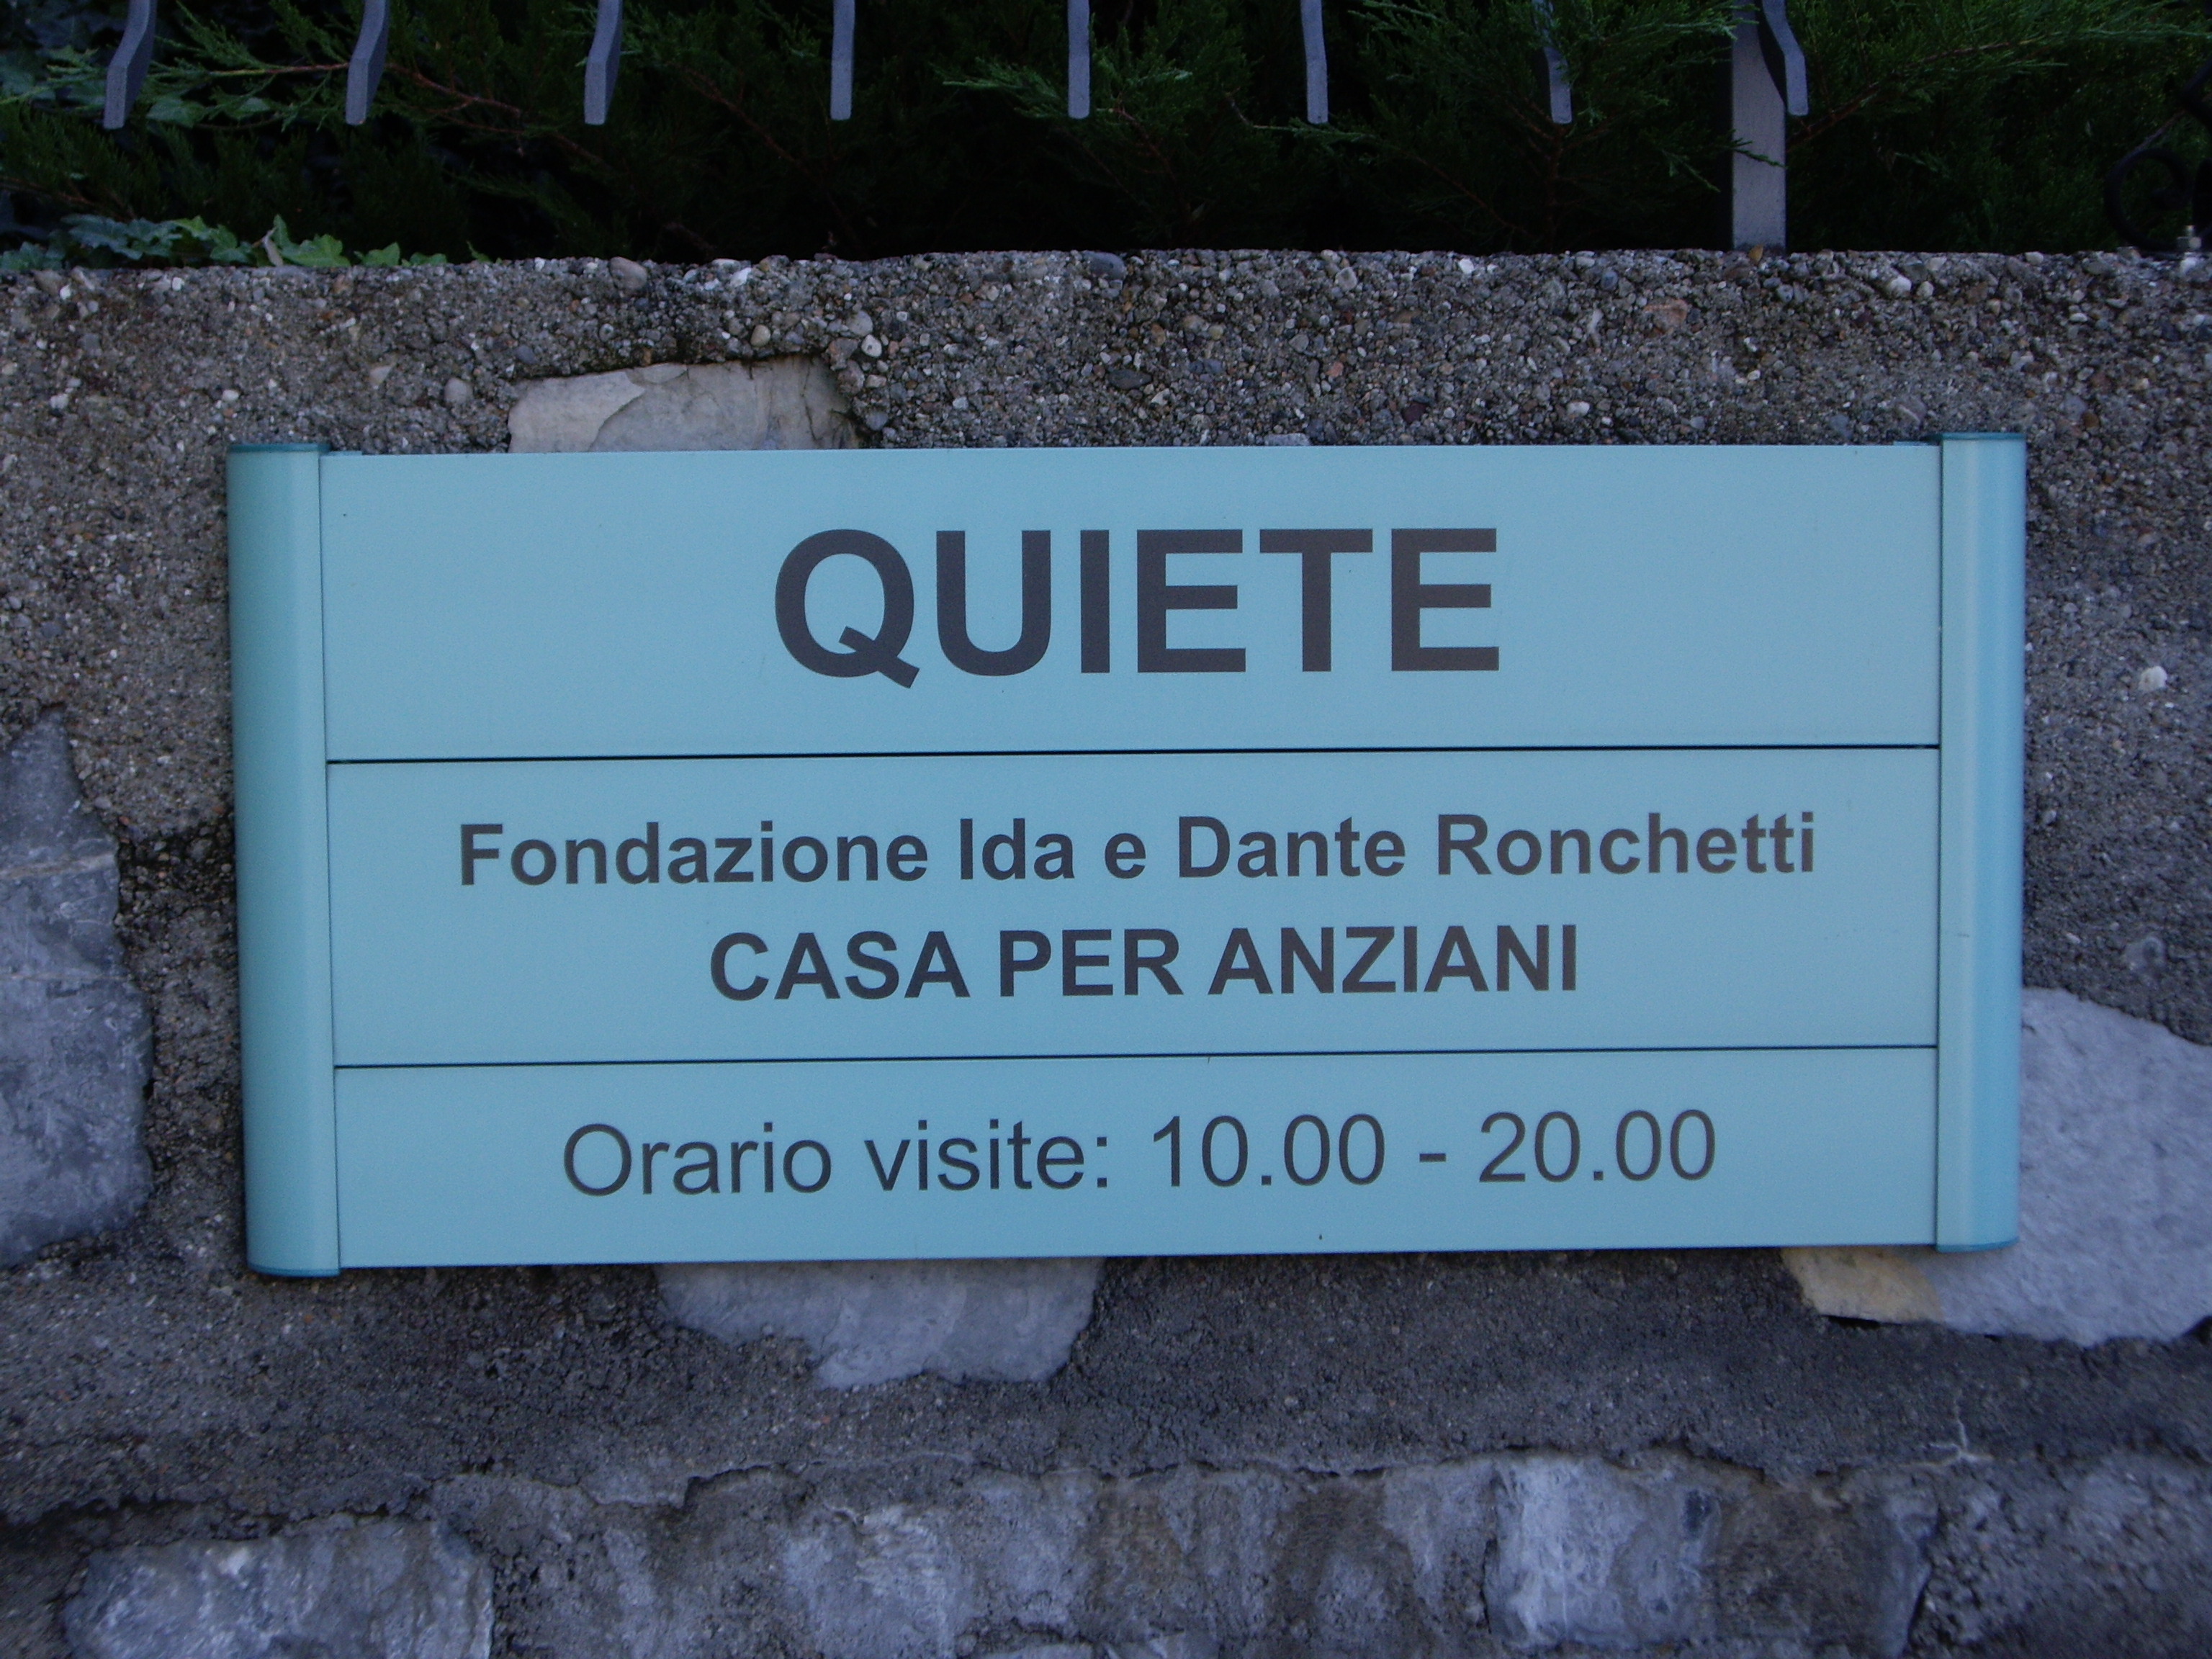 QUIETE
Fondazione Ida e Dante Ronchetti
CASA PER ANZIANI
Orario visite: 10.00 - 20.00